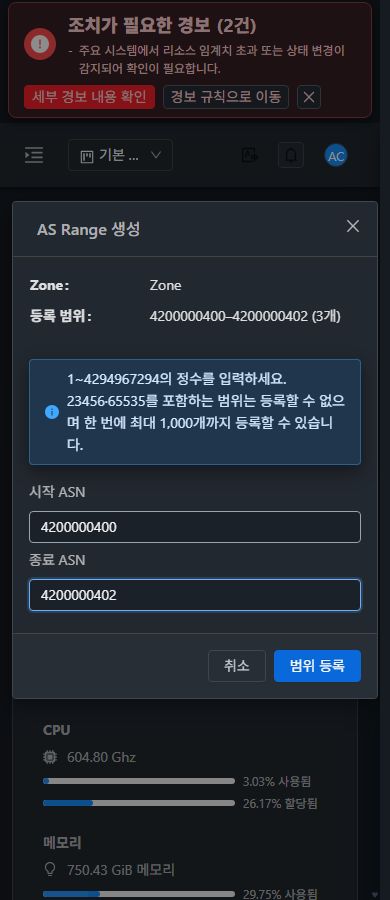 조치가 필요한 경보 (2건)
- 주요 시스템에서 리소스 임계치 초과 또는 상태 변경이
감지되어 확인이 필요합니다.
세부 경보 내용 확인 경보 규칙으로 이동
기본 ...
AC
AS Range 생성
Zone: Zone
등록 범위: 4200000400–4200000402 (3개)
1~4294967294의 정수를 입력하세요.
23456·65535를 포함하는 범위는 등록할 수 없으
며 한 번에 최대 1,000개까지 등록할 수 있습니
다.
시작 ASN
4200000400
종료 ASN
4200000402
취소 범위 등록
CPU
604.80 Ghz
3.03% 사용됨
26.17% 할당됨
메모리
750.43 GiB 메모리
29.75% 사용됨